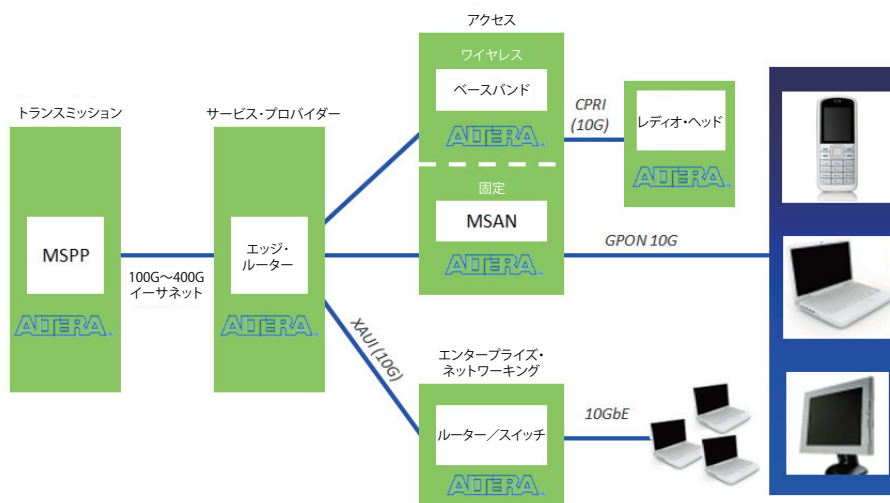 アクセス
ワイヤレス
ベースバンド
ALTERA
CPRI
(10G)
レディオ・ヘッド
ALTERA
トランスミッション
サービス・プロバイダー
固定
MSAN
ALTERA
GPON 10G
MSPP
ALTERA
100G~400G
イーサネット
エッジ・
ルーター
ALTERA
XAUI (10G)
エンタープライズ・
ネットワーキング
ルーター/スイッチ
ALTERA
10GbE